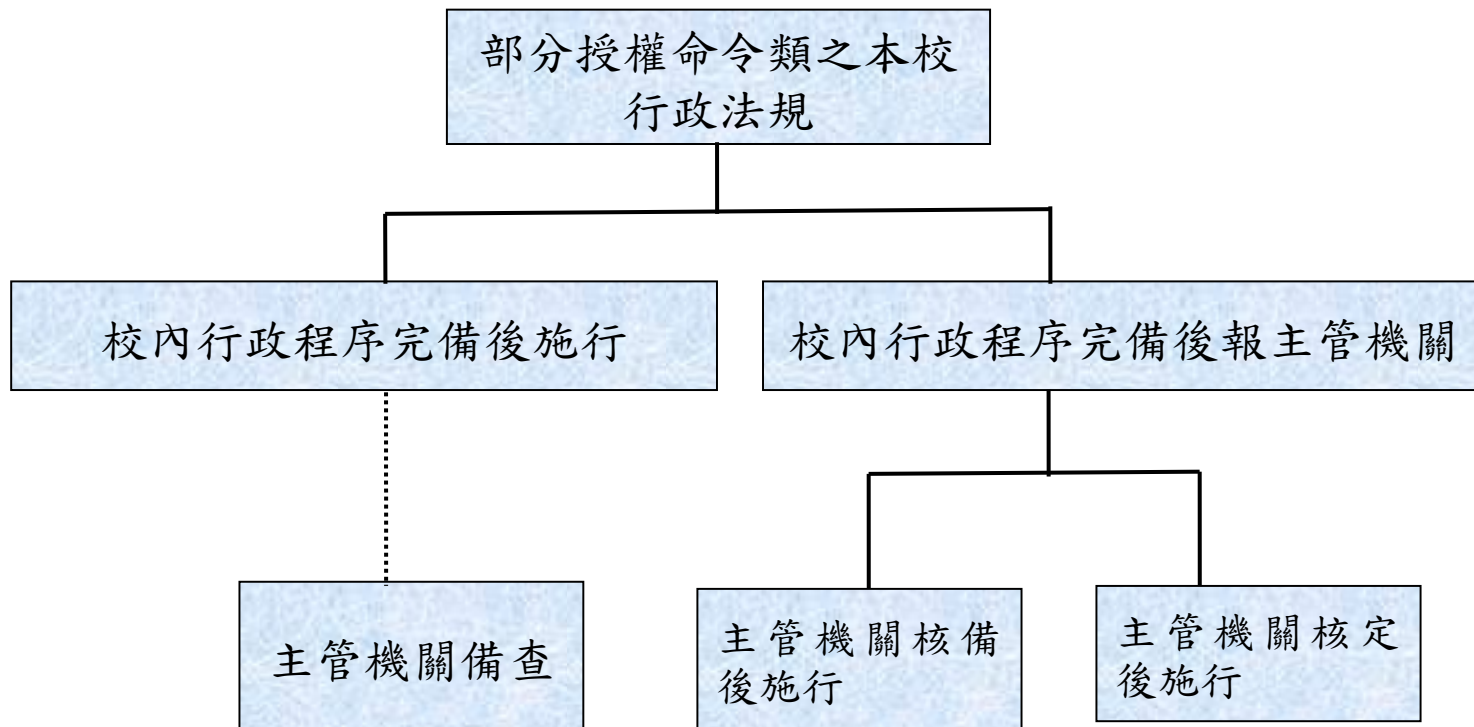 部分授權命令類之本校
行政法規
校內行政程序完備後施行
校內行政程序完備後報主管機關
主管機關備查
主管機關核備
後施行
主管機關核定
後施行